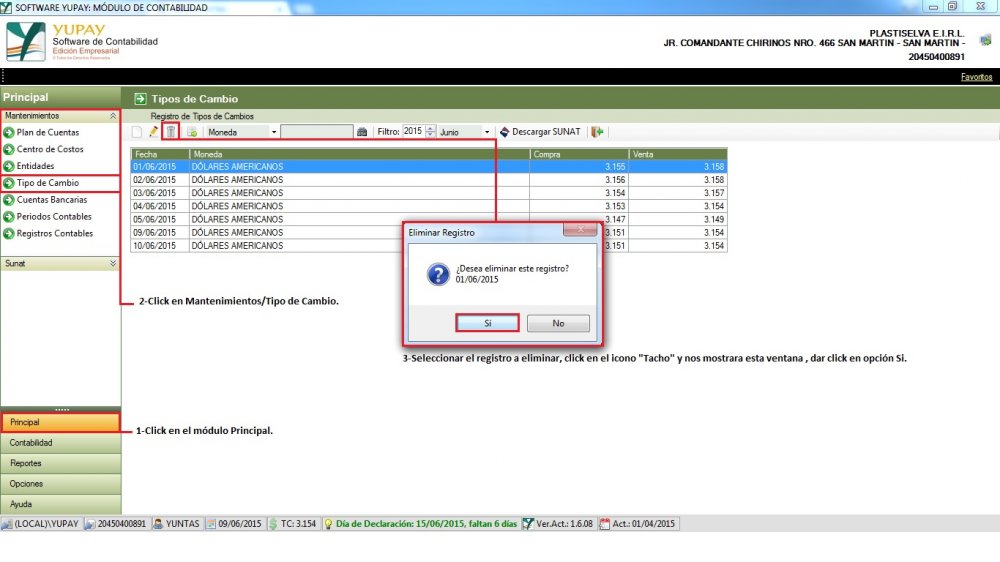 SOFTWARE YUPAY: MÓDULO DE CONTABILIDAD
YUPAY
Software de Contabilidad
Edición Empresarial
© Todos los Derechos Reservados
PLASTISELVA E.I.R.L.
JR. COMANDANTE CHIRINOS NRO. 466 SAN MARTIN - SAN MARTIN -
20450400891
Favoritos
Principal
Tipos de Cambio
Mantenimientos
Registro de Tipos de Cambios
Plan de Cuentas
Moneda
Filtro: 2015 Junio
Descargar SUNAT
Centro de Costos
Entidades
Tipo de Cambio
Cuentas Bancarias
Periodos Contables
Registros Contables
Sunat
Fecha Moneda Compra Venta
01/06/2015 DÓLARES AMERICANOS 3.155 3.158
02/06/2015 DÓLARES AMERICANOS 3.156 3.158
03/06/2015 DÓLARES AMERICANOS 3.154 3.157
04/06/2015 DÓLARES AMERICANOS 3.153 3.154
05/06/2015 DÓLARES AMERICANOS 3.147 3.149
09/06/2015 DÓLARES AMERICANOS 3.151 3.154
10/06/2015 DÓLARES AMERICANOS 3.151 3.154
Eliminar Registro
¿Desea eliminar este registro?
01/06/2015
Sí No
2-Click en Mantenimientos/Tipo de Cambio.
3-Seleccionar el registro a eliminar, click en el icono "Tacho" y nos mostrara esta ventana , dar click en opción Si.
1-Click en el módulo Principal.
Principal
Contabilidad
Reportes
Opciones
Ayuda
(LOCAL)\YUPAY 20450400891 YUNTAS 09/06/2015 TC: 3.154 Día de Declaración: 15/06/2015, faltan 6 días Ver.Act.: 1.6.08 Act.: 01/04/2015